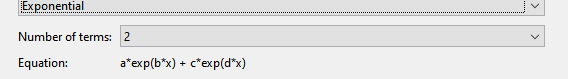 Exponential
Number of terms: 2
Equation: a*exp(b*x) + c*exp(d*x)